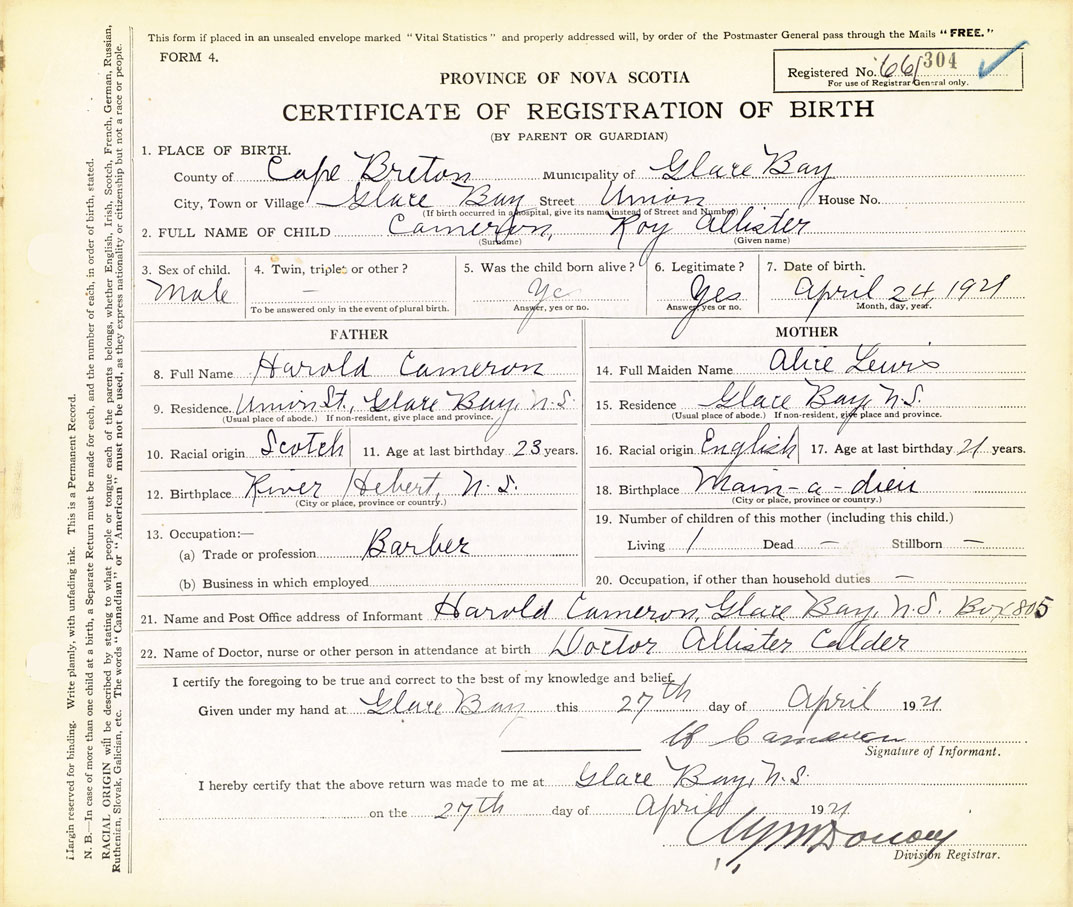 This form if placed in an unsealed envelope marked "Vital Statistics" and properly addressed will, by order of the Postmaster General pass through the Mails "FREE."
FORM 4.
Registered No. 66/304
For use of Registrar General only.
PROVINCE OF NOVA SCOTIA
CERTIFICATE OF REGISTRATION OF BIRTH
(BY PARENT OR GUARDIAN)
1. PLACE OF BIRTH.
County of Cape Breton Municipality of Glace Bay
City, Town or Village Glace Bay Street Union House No.
(If birth occurred in a hospital, give its name instead of Street and Number)
2. FULL NAME OF CHILD Cameron, Roy Allister
(Surname) (Given name)
3. Sex of child. 4. Twin, triplet or other? 5. Was the child born alive? 6. Legitimate? 7. Date of birth.
Male — Ye Yes April 24, 1921
To be answered only in the event of plural birth. Answer, yes or no. Answer, yes or no. Month, day, year.
FATHER
8. Full Name Harold Cameron
9. Residence Union St., Glace Bay, N.S.
(Usual place of abode.) If non-resident, give place and province.
10. Racial origin Scotch 11. Age at last birthday 23 years.
12. Birthplace River Hebert, N.S.
(City or place, province or country.)
13. Occupation:—
(a) Trade or profession Barber
(b) Business in which employed
MOTHER
14. Full Maiden Name Alice Lewis
15. Residence Glace Bay, N.S.
(Usual place of abode.) If non-resident, give place and province.
16. Racial origin English 17. Age at last birthday 21 years.
18. Birthplace Main-a-dieu
(City or place, province or country.)
19. Number of children of this mother (including this child.)
Living 1 Dead — Stillborn —
20. Occupation, if other than household duties —
21. Name and Post Office address of Informant Harold Cameron, Glace Bay, N.S. Box 805
22. Name of Doctor, nurse or other person in attendance at birth Doctor Allister Calder
I certify the foregoing to be true and correct to the best of my knowledge and belief.
Given under my hand at Glace Bay this 27th day of April 1921.
H Cameron
Signature of Informant.
I hereby certify that the above return was made to me at Glace Bay, N.S.
on the 27th day of April 1921
Division Registrar.
Margin reserved for binding. Write plainly, with unfading ink. This is a Permanent Record.
N. B.—In case of more than one child at a birth, a Separate Return must be made for each, and the number of each, in order of birth, stated.
RACIAL ORIGIN will be described by stating to what people or tongue each of the parents belongs, whether English, Irish, Scotch, French, German, Russian,
Ruthenian, Slovak, Galician, etc. The words "Canadian" or "American" must not be used, as they express nationality or citizenship but not a race or people.